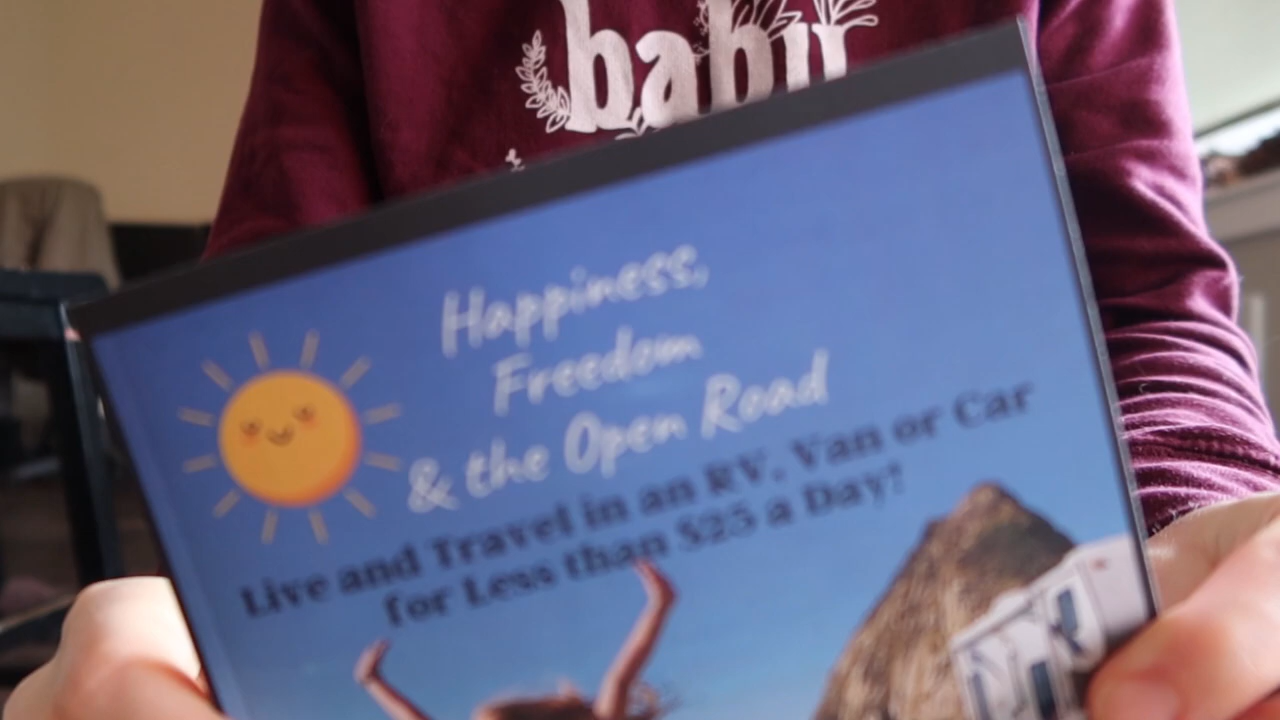 babii
Happiness,
Freedom
& the Open Road
Live and Travel in an RV, Van or Car
for Less than $25 a Day!